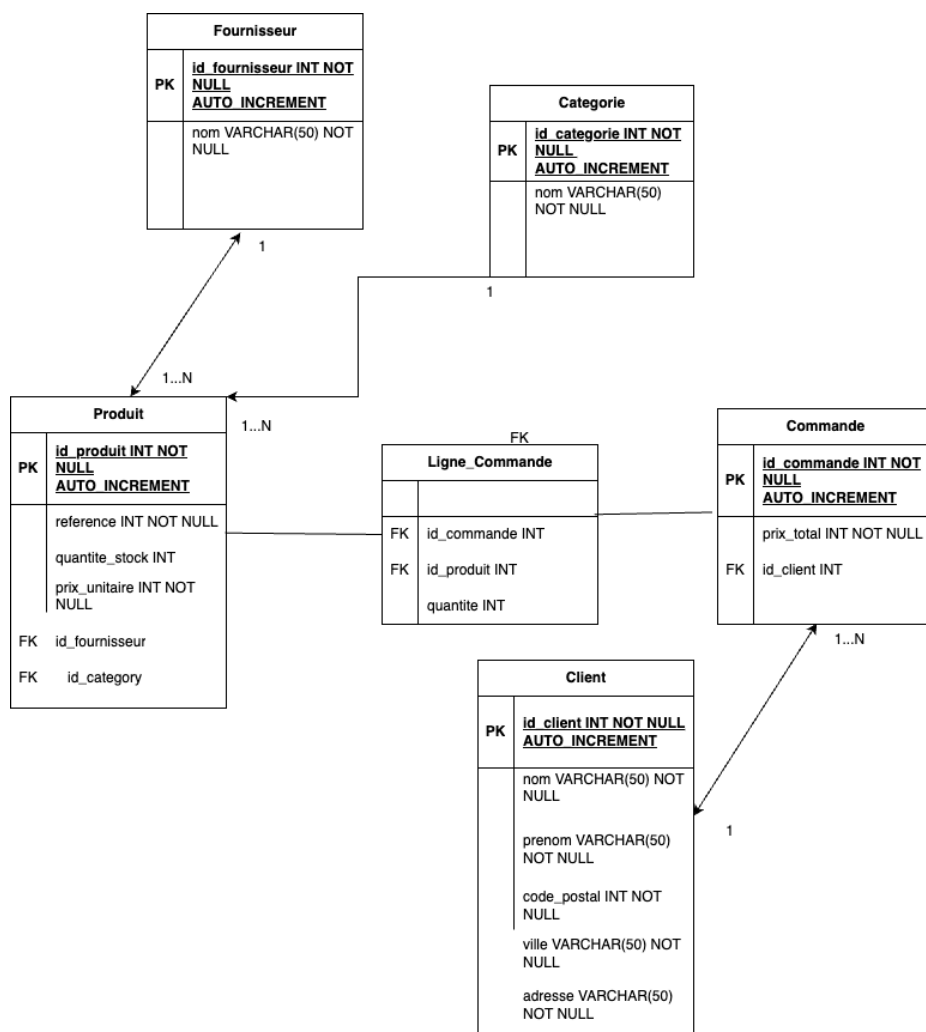 Fournisseur
PK
id_fournisseur INT NOT
NULL
AUTO_INCREMENT
nom VARCHAR(50) NOT
NULL
1
Categorie
PK
id_categorie INT NOT
NULL
AUTO_INCREMENT
nom VARCHAR(50)
NOT NULL
1
1...N
1...N
Produit
PK
id_produit INT NOT
NULL
AUTO_INCREMENT
reference INT NOT NULL
quantite_stock INT
prix_unitaire INT NOT
NULL
FK id_fournisseur
FK id_category
FK
Ligne_Commande
FK id_commande INT
FK id_produit INT
quantite INT
Commande
PK
id_commande INT NOT
NULL
AUTO_INCREMENT
prix_total INT NOT NULL
FK id_client INT
1...N
Client
PK
id_client INT NOT NULL
AUTO_INCREMENT
nom VARCHAR(50) NOT
NULL
prenom VARCHAR(50)
NOT NULL
code_postal INT NOT
NULL
ville VARCHAR(50) NOT
NULL
adresse VARCHAR(50)
NOT NULL
1